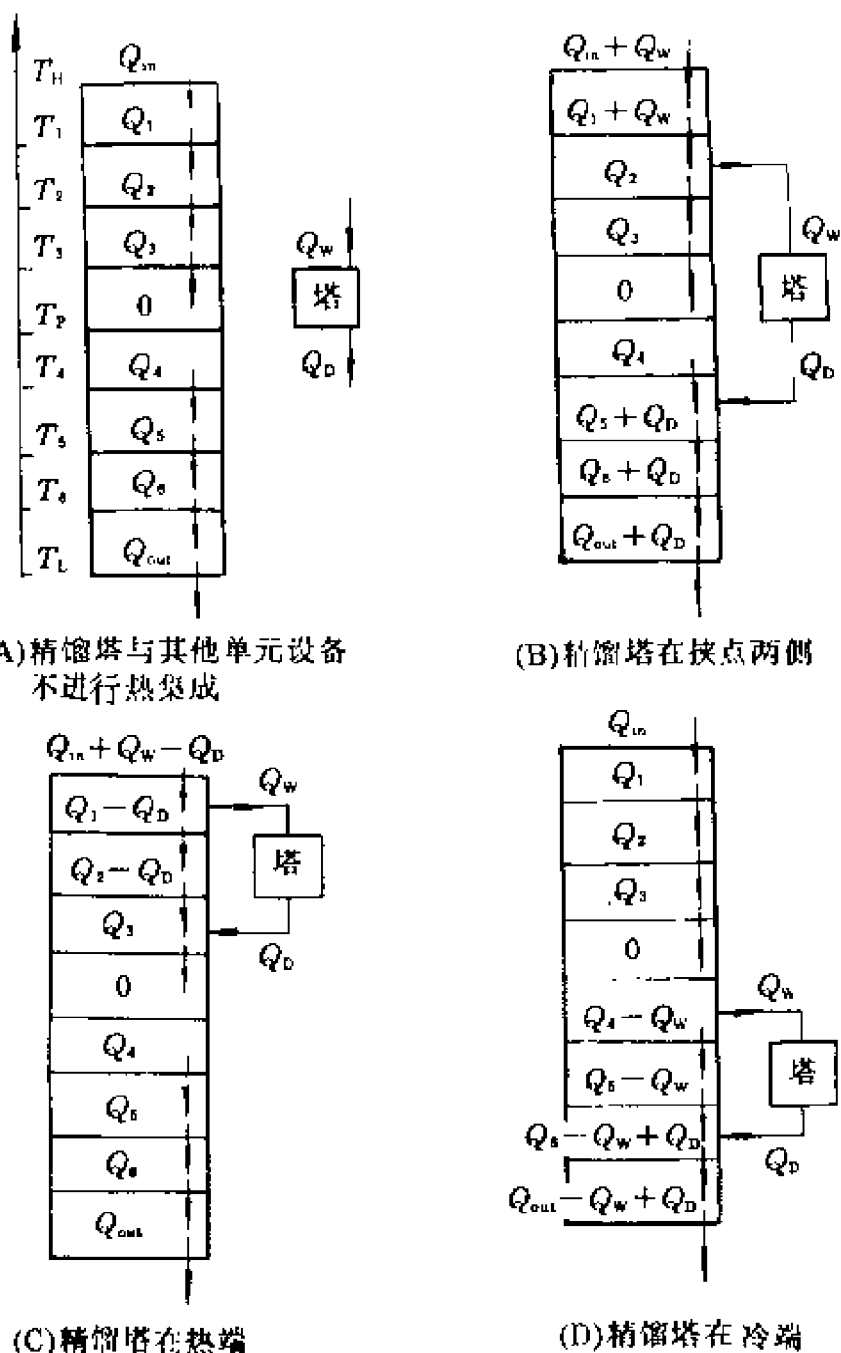 T_H Q_in
T_1 Q_1
T_2 Q_2
T_3 Q_3
T_P 0
T_4 Q_4
T_5 Q_5
T_6 Q_6
T_L Q_out
Q_W
塔
Q_D
A)精馏塔与其他单元设备
不进行热集成
Q_in+Q_W
Q_1+Q_W
Q_2
Q_3
0
Q_4
Q_5+Q_D
Q_6+Q_D
Q_out+Q_D
Q_W
塔
Q_D
(B)精馏塔在挟点两侧
Q_in+Q_W−Q_D
Q_1−Q_D
Q_2−Q_D
Q_3
0
Q_4
Q_5
Q_6
Q_out
Q_W
塔
Q_D
(C)精馏塔在热端
Q_in
Q_1
Q_2
Q_3
0
Q_4−Q_W
Q_5−Q_W
Q_6−Q_W+Q_D
Q_out−Q_W+Q_D
Q_W
塔
Q_D
(D)精馏塔在冷端